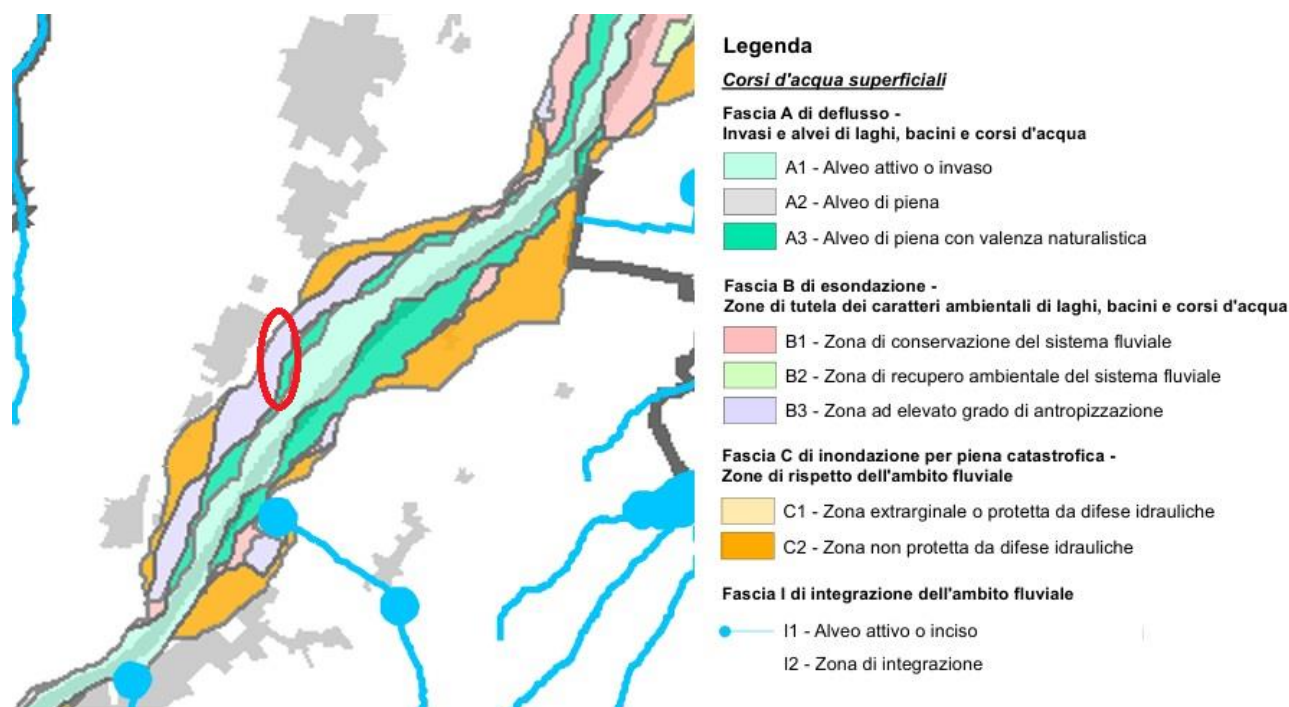 Legenda
Corsi d'acqua superficiali
Fascia A di deflusso -
Invasi e alvei di laghi, bacini e corsi d'acqua
A1 - Alveo attivo o invaso
A2 - Alveo di piena
A3 - Alveo di piena con valenza naturalistica
Fascia B di esondazione -
Zone di tutela dei caratteri ambientali di laghi, bacini e corsi d'acqua
B1 - Zona di conservazione del sistema fluviale
B2 - Zona di recupero ambientale del sistema fluviale
B3 - Zona ad elevato grado di antropizzazione
Fascia C di inondazione per piena catastrofica -
Zone di rispetto dell'ambito fluviale
C1 - Zona extrarginale o protetta da difese idrauliche
C2 - Zona non protetta da difese idrauliche
Fascia I di integrazione dell'ambito fluviale
I1 - Alveo attivo o inciso
I2 - Zona di integrazione